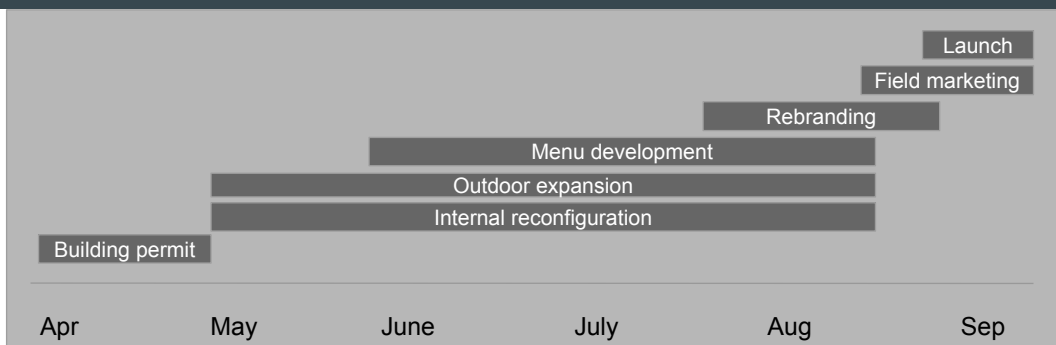 Launch
Field marketing
Rebranding
Menu development
Outdoor expansion
Internal reconfiguration
Building permit
Apr May June July Aug Sep